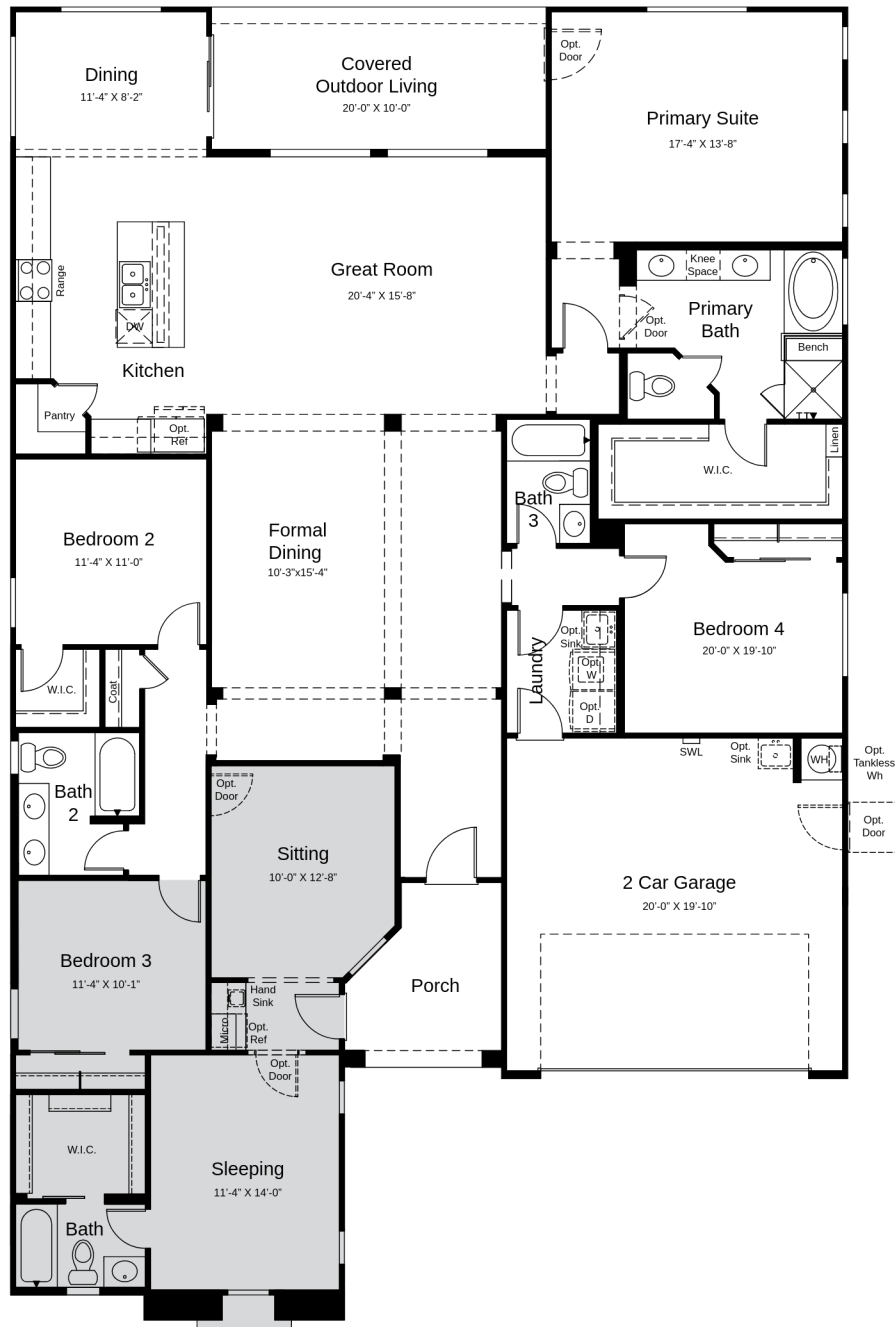 Dining
11'-4" X 8'-2"
Covered
Outdoor Living
20'-0" X 10'-0"
Opt.
Door
Primary Suite
17'-4" X 13'-8"
Range
DW
Kitchen
Great Room
20'-4" X 15'-8"
Knee
Space
Primary
Bath
Opt.
Door
Bench
Pantry
Opt.
Ref
T.T
Linen
W.I.C.
Bath
3
Bedroom 2
11'-4" X 11'-0"
Formal
Dining
10'-3"x15'-4"
Bedroom 4
20'-0" X 19'-10"
Laundry
Opt.
Sink
Opt
W
Opt.
D
W.I.C.
Coat
Bath
2
Opt.
Door
Sitting
10'-0" X 12'-8"
SWL
Opt.
Sink
WH
Opt.
Tankless
Wh
Opt.
Door
2 Car Garage
20'-0" X 19'-10"
Bedroom 3
11'-4" X 10'-1"
Hand
Sink
Micro
Opt.
Ref
Opt.
Door
Porch
W.I.C.
Sleeping
11'-4" X 14'-0"
Bath